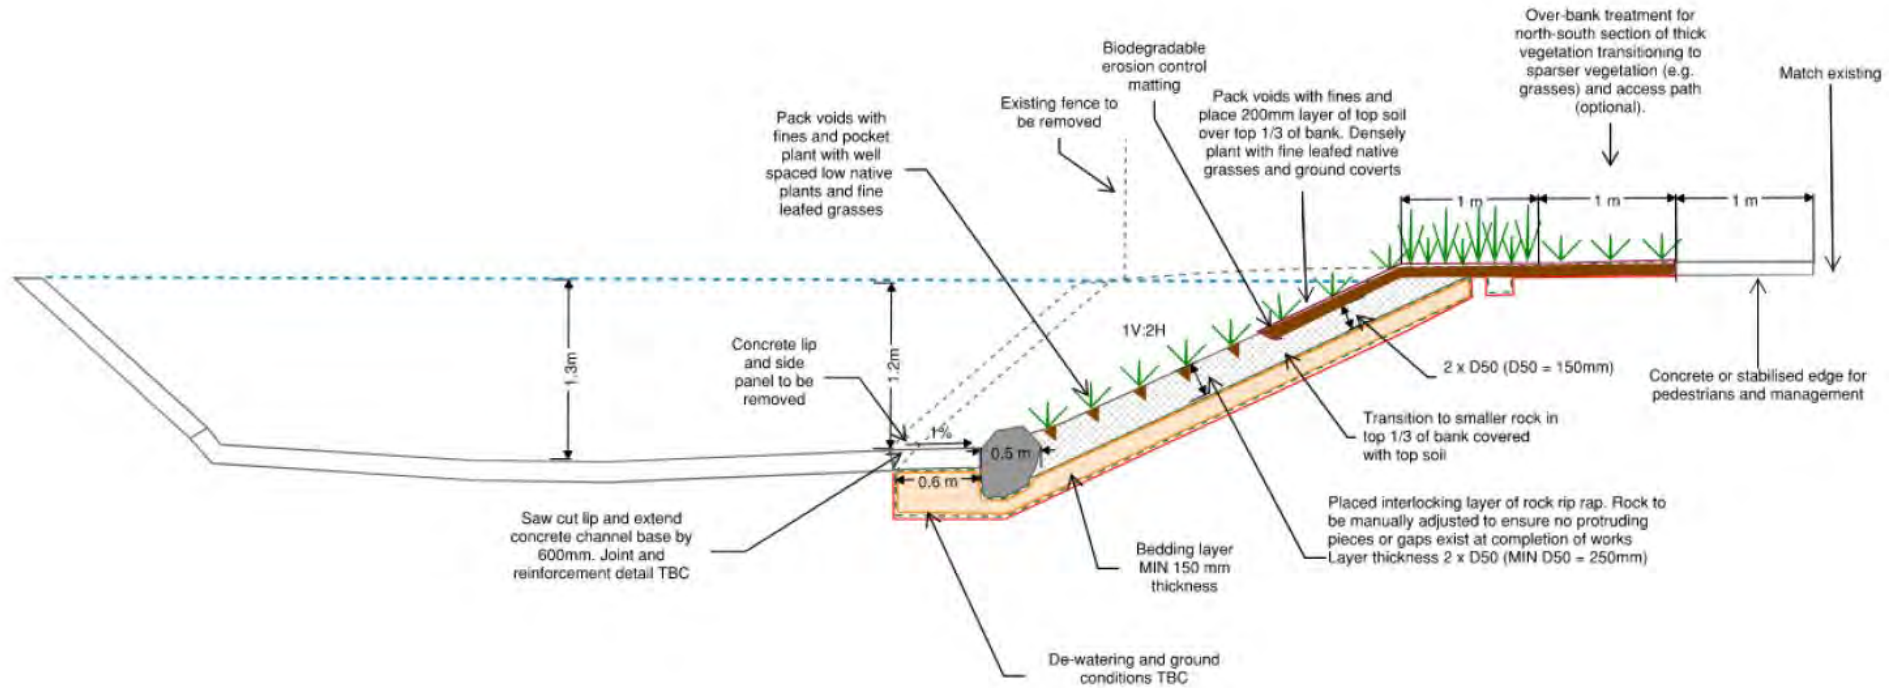 Over-bank treatment for
north-south section of thick
vegetation transitioning to
sparser vegetation (e.g.
grasses) and access path
(optional).
Match existing
Biodegradable
erosion control
matting
Existing fence to
be removed
Pack voids with fines and
place 200mm layer of top soil
over top 1/3 of bank. Densely
plant with fine leafed native
grasses and ground coverts
Pack voids with
fines and pocket
plant with well
spaced low native
plants and fine
leafed grasses
1 m
1 m
1 m
1.3m
1.2m
1V:2H
Concrete lip
and side
panel to be
removed
1%
0.5 m
0.6 m
2 x D50 (D50 = 150mm)
Concrete or stabilised edge for
pedestrians and management
Transition to smaller rock in
top 1/3 of bank covered
with top soil
Placed interlocking layer of rock rip rap. Rock to
be manually adjusted to ensure no protruding
pieces or gaps exist at completion of works
Layer thickness 2 x D50 (MIN D50 = 250mm)
Saw cut lip and extend
concrete channel base by
600mm. Joint and
reinforcement detail TBC
Bedding layer
MIN 150 mm
thickness
De-watering and ground
conditions TBC